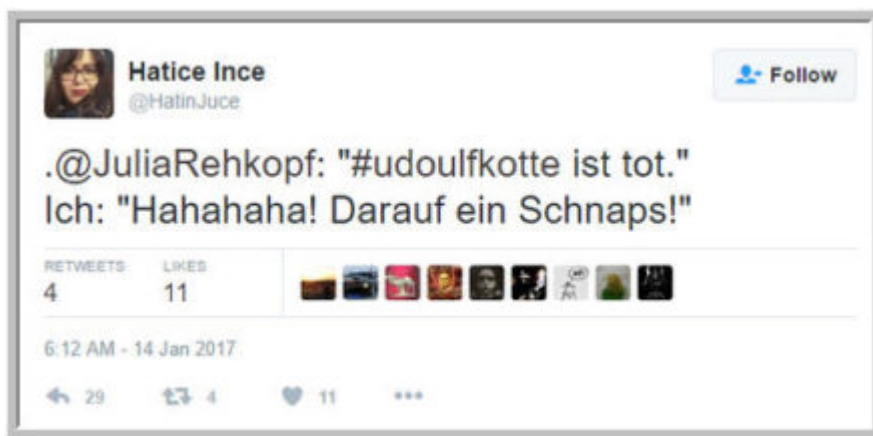 Hatice Ince
@HatinJuce
Follow
.@JuliaRehkopf: "#udoulfkotte ist tot."
Ich: "Hahahaha! Darauf ein Schnaps!"
RETWEETS LIKES
4 11
6:12 AM - 14 Jan 2017
29 4 11